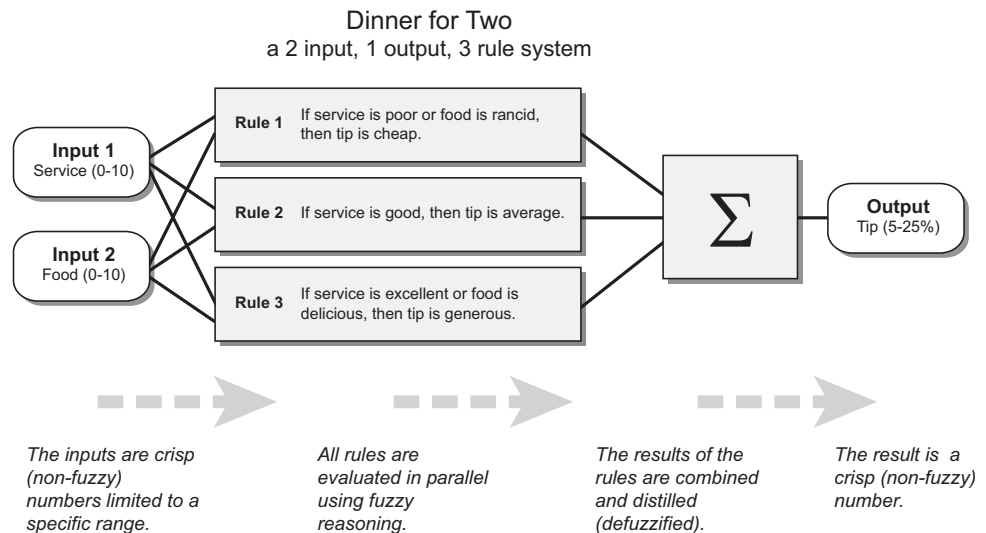 Dinner for Two
a 2 input, 1 output, 3 rule system
Input 1
Service (0-10)
Input 2
Food (0-10)
Rule 1 If service is poor or food is rancid,
then tip is cheap.
Rule 2 If service is good, then tip is average.
Rule 3 If service is excellent or food is
delicious, then tip is generous.
Σ
Output
Tip (5-25%)
The inputs are crisp
(non-fuzzy)
numbers limited to a
specific range.
All rules are
evaluated in parallel
using fuzzy
reasoning.
The results of the
rules are combined
and distilled
(defuzzified).
The result is a
crisp (non-fuzzy)
number.